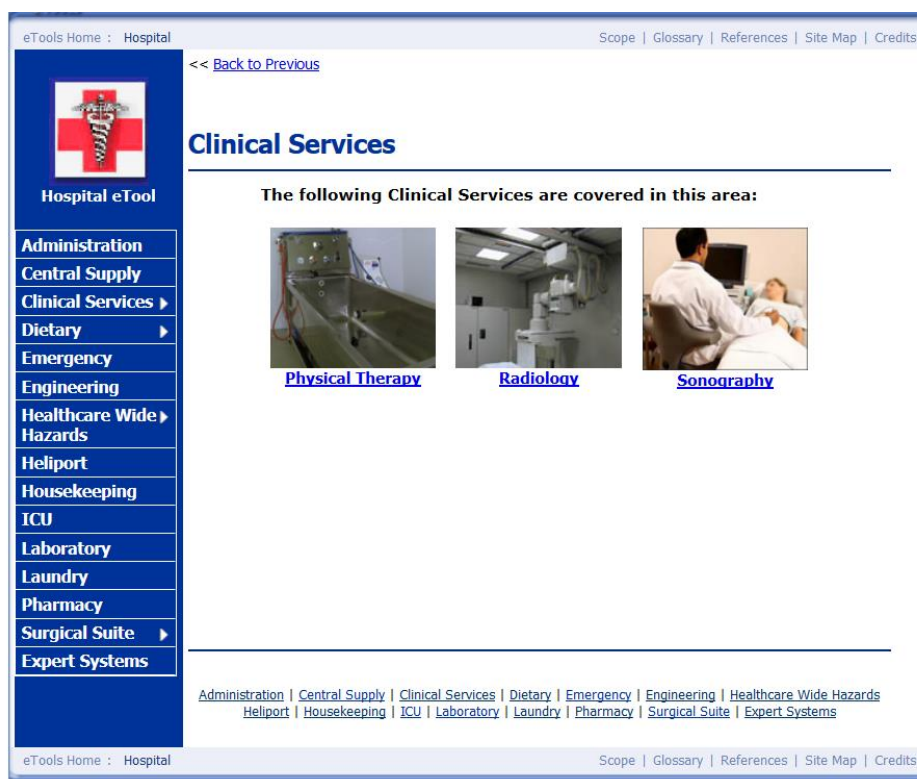 eTools Home : Hospital
Scope | Glossary | References | Site Map | Credits
<< Back to Previous
Hospital eTool
Administration
Central Supply
Clinical Services
Dietary
Emergency
Engineering
Healthcare Wide
Hazards
Heliport
Housekeeping
ICU
Laboratory
Laundry
Pharmacy
Surgical Suite
Expert Systems
Clinical Services
The following Clinical Services are covered in this area:
Physical Therapy
Radiology
Sonography
Administration | Central Supply | Clinical Services | Dietary | Emergency | Engineering | Healthcare Wide Hazards
Heliport | Housekeeping | ICU | Laboratory | Laundry | Pharmacy | Surgical Suite | Expert Systems
eTools Home : Hospital
Scope | Glossary | References | Site Map | Credits